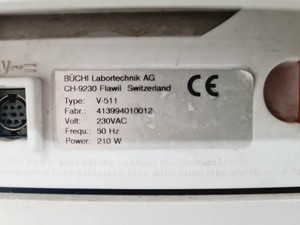 BÜCHI Labortechnik AG
CH-9230 Flawil Switzerland
Type: V-511
Fabr.: 413994010012
Volt: 230VAC
Frequ.: 50 Hz
Power: 210 W
CE